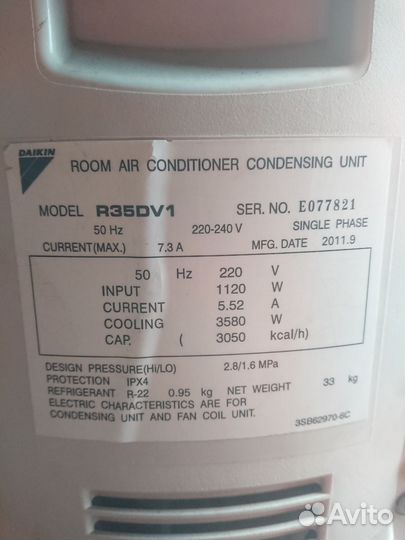 DAIKIN
ROOM AIR CONDITIONER CONDENSING UNIT
MODEL R35DV1 SER. NO. E077821
50 Hz 220-240 V SINGLE PHASE
CURRENT(MAX.) 7.3 A MFG. DATE 2011.9
50 Hz 220 V
INPUT 1120 W
CURRENT 5.52 A
COOLING 3580 W
CAP. ( 3050 kcal/h)
DESIGN PRESSURE(Hi/LO) 2.8/1.6 MPa
PROTECTION IPX4
REFRIGERANT R-22 0.95 kg NET WEIGHT 33 kg
ELECTRIC CHARACTERISTICS ARE FOR
CONDENSING UNIT AND FAN COIL UNIT.
3SB62970-6C
Avito